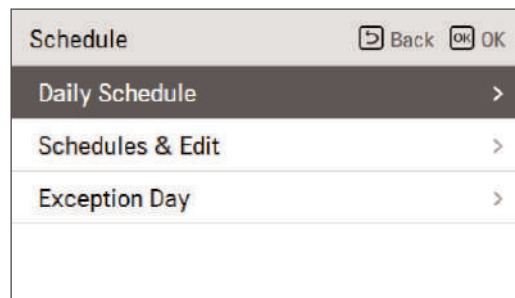 Schedule Back OK OK
Daily Schedule >
Schedules & Edit >
Exception Day >